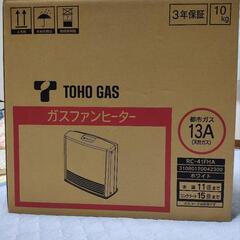 3年保証
10kg
TOHO GAS
ガスファンヒーター
都市ガス
13A
(天然ガス)
RC-41FHA
31080170042300
ホワイト
木造11畳まで
コンクリート15畳まで